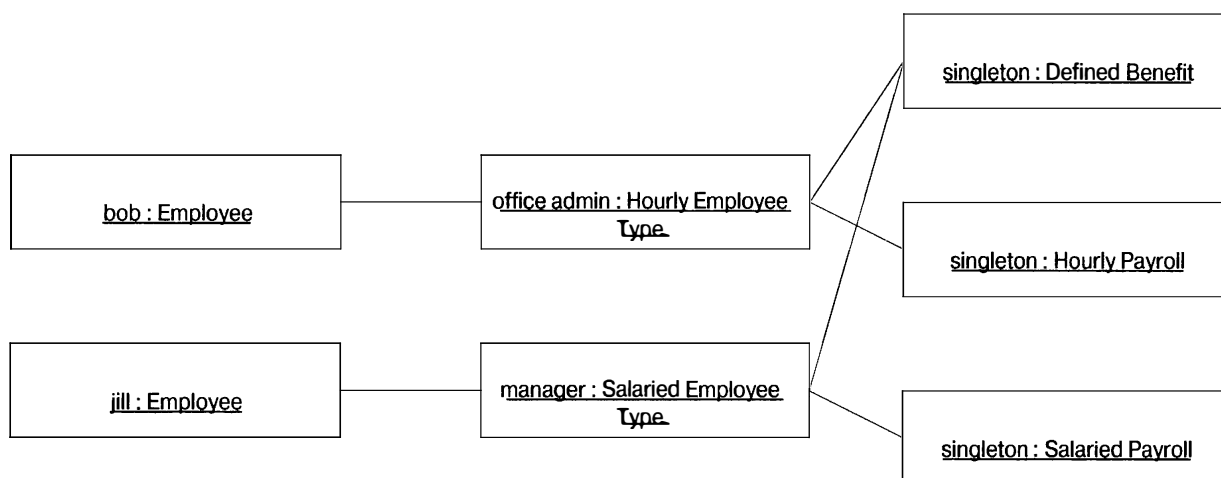 singleton : Defined Benefit
bob : Employee
office admin : Hourly Employee
Type
singleton : Hourly Payroll
jill : Employee
manager : Salaried Employee
Type
singleton : Salaried Payroll